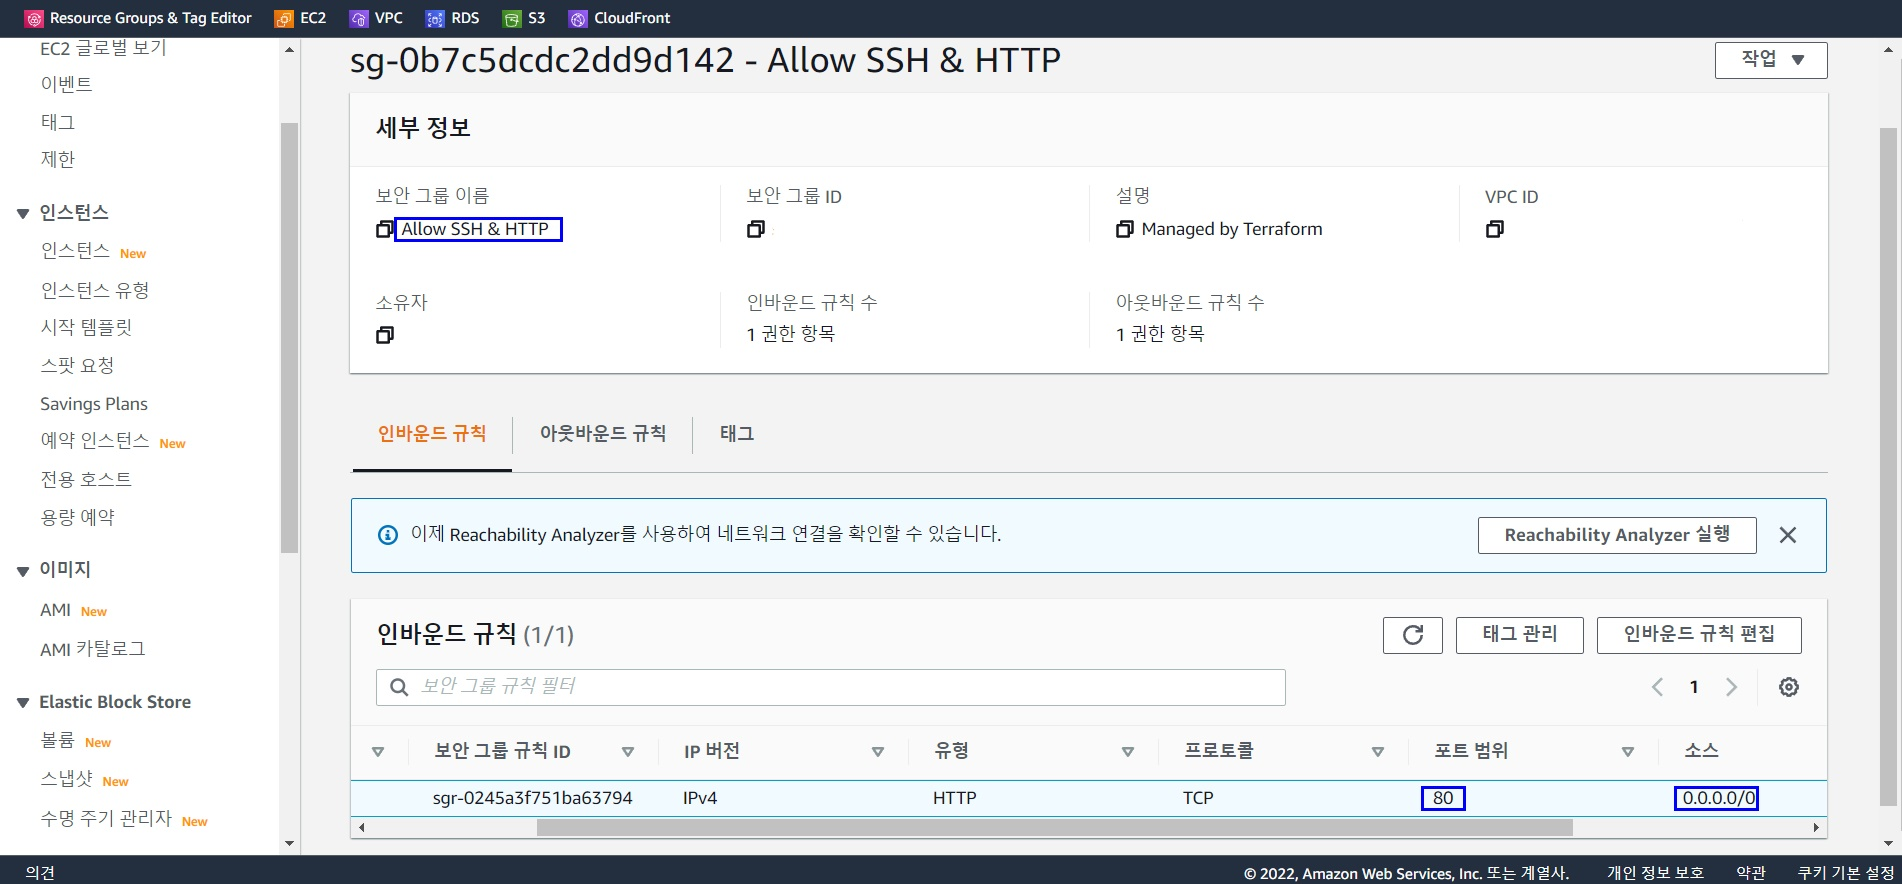 Resource Groups & Tag Editor EC2 VPC RDS S3 CloudFront
EC2 글로벌 보기
이벤트
태그
제한
인스턴스
인스턴스 New
인스턴스 유형
시작 템플릿
스팟 요청
Savings Plans
예약 인스턴스 New
전용 호스트
용량 예약
이미지
AMI New
AMI 카탈로그
Elastic Block Store
볼륨 New
스냅샷 New
수명 주기 관리자 New
sg-0b7c5dcdc2dd9d142 - Allow SSH & HTTP
작업
세부 정보
보안 그룹 이름 보안 그룹 ID 설명 VPC ID
Allow SSH & HTTP Managed by Terraform
소유자 인바운드 규칙 수 아웃바운드 규칙 수
1 권한 항목 1 권한 항목
인바운드 규칙 아웃바운드 규칙 태그
이제 Reachability Analyzer를 사용하여 네트워크 연결을 확인할 수 있습니다. Reachability Analyzer 실행
인바운드 규칙 (1/1) 태그 관리 인바운드 규칙 편집
보안 그룹 규칙 필터 1
보안 그룹 규칙 ID IP 버전 유형 프로토콜 포트 범위 소스
sgr-0245a3f751ba63794 IPv4 HTTP TCP 80 0.0.0.0/0
의견 © 2022, Amazon Web Services, Inc. 또는 계열사. 개인 정보 보호 약관 쿠키 기본 설정